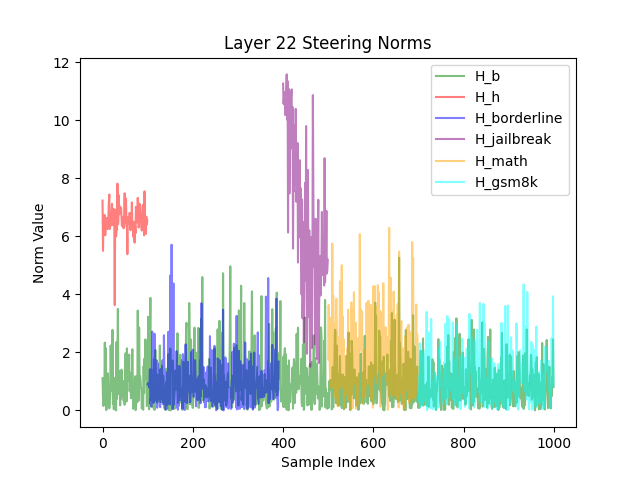 Layer 22 Steering Norms
12
10
8
6
4
2
0
Norm Value
0 200 400 600 800 1000
Sample Index
H_b
H_h
H_borderline
H_jailbreak
H_math
H_gsm8k